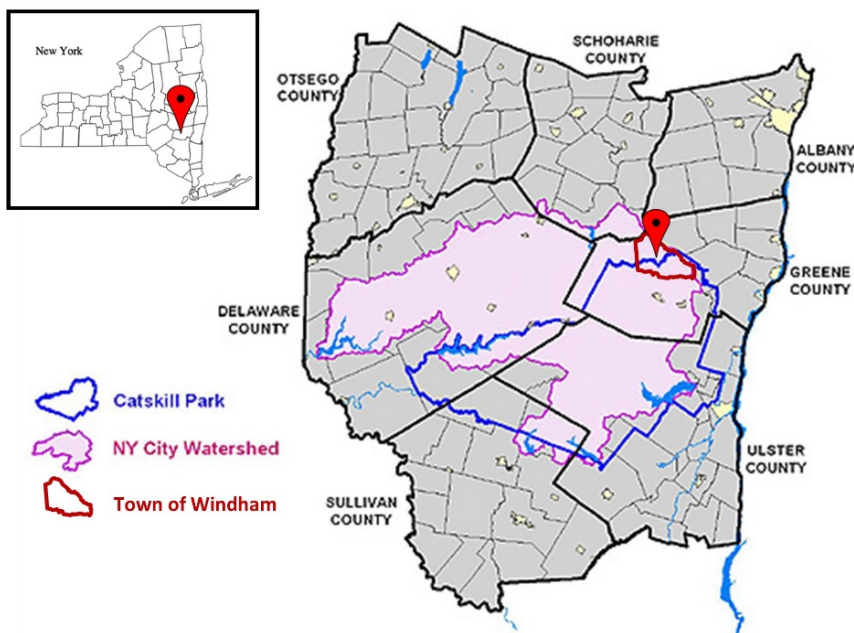 New York
SCHOHARIE
COUNTY
OTSEGO
COUNTY
ALBANY
COUNTY
GREENE
COUNTY
DELAWARE
COUNTY
Catskill Park
NY City Watershed
Town of Windham
ULSTER
COUNTY
SULLIVAN
COUNTY